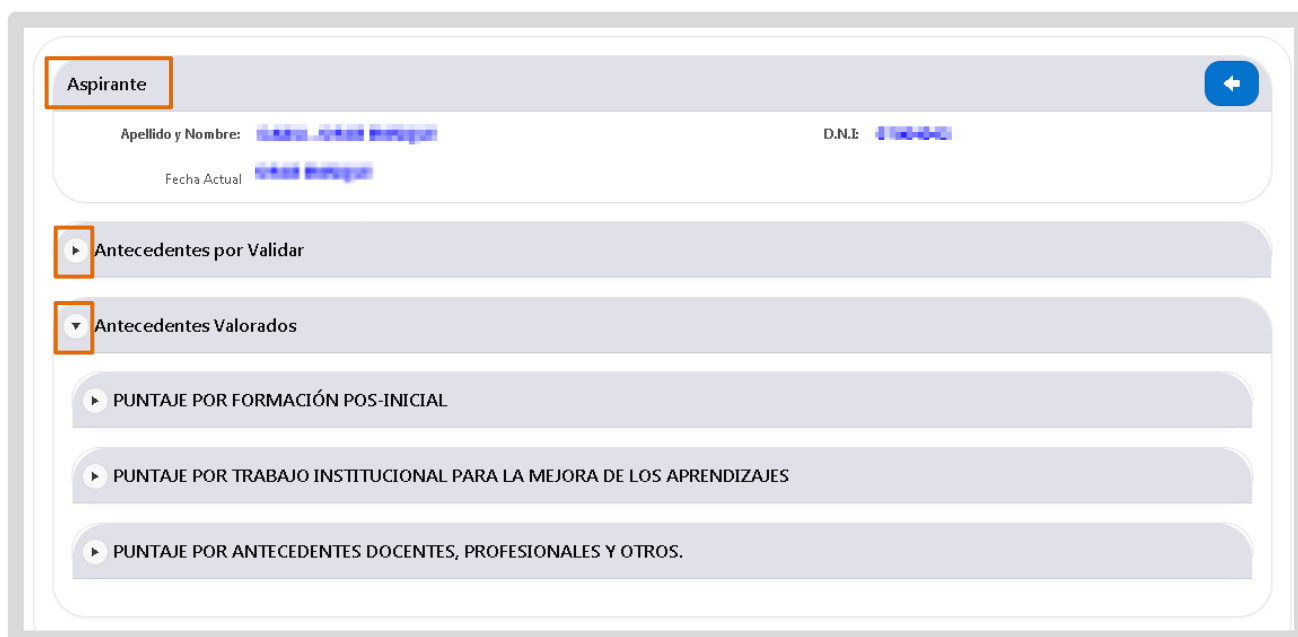 Aspirante
Apellido y Nombre:
D.N.I:
Fecha Actual
Antecedentes por Validar
Antecedentes Valorados
PUNTAJE POR FORMACIÓN POS-INICIAL
PUNTAJE POR TRABAJO INSTITUCIONAL PARA LA MEJORA DE LOS APRENDIZAJES
PUNTAJE POR ANTECEDENTES DOCENTES, PROFESIONALES Y OTROS.